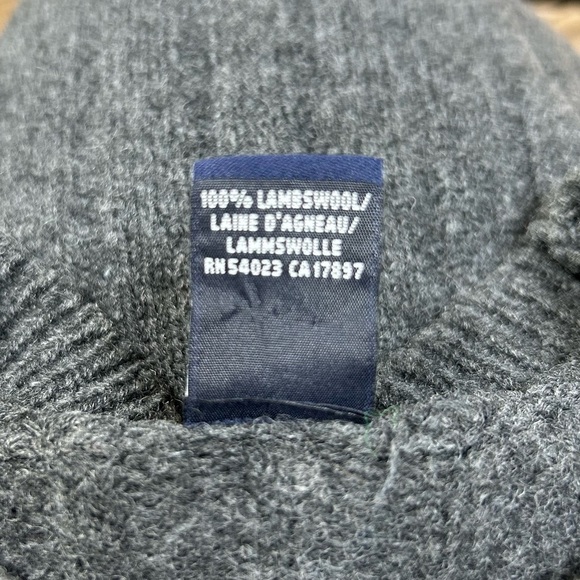 100% LAMBSWOOL/
LAINE D'AGNEAU/
LAMMSWOLLE
RN54023 CA17897